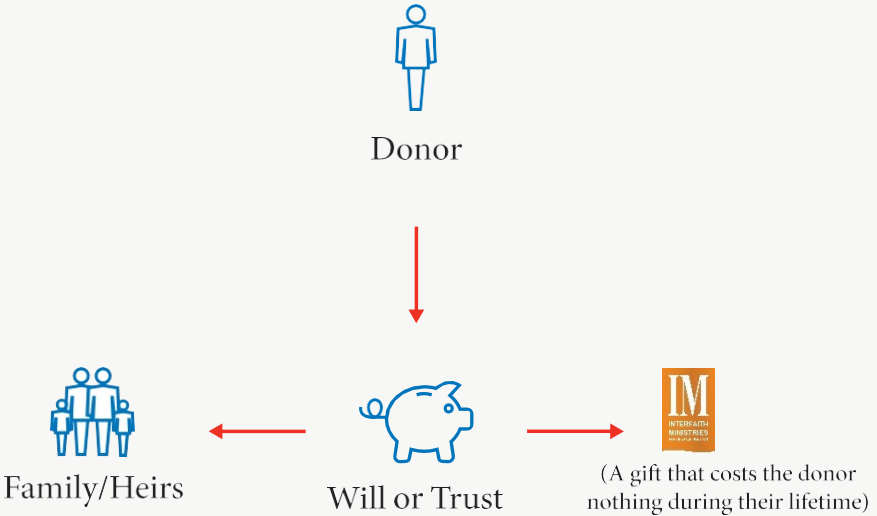 Donor
IM
INTERFAITH
MINISTRIES
Family/Heirs
Will or Trust
(A gift that costs the donor
nothing during their lifetime)